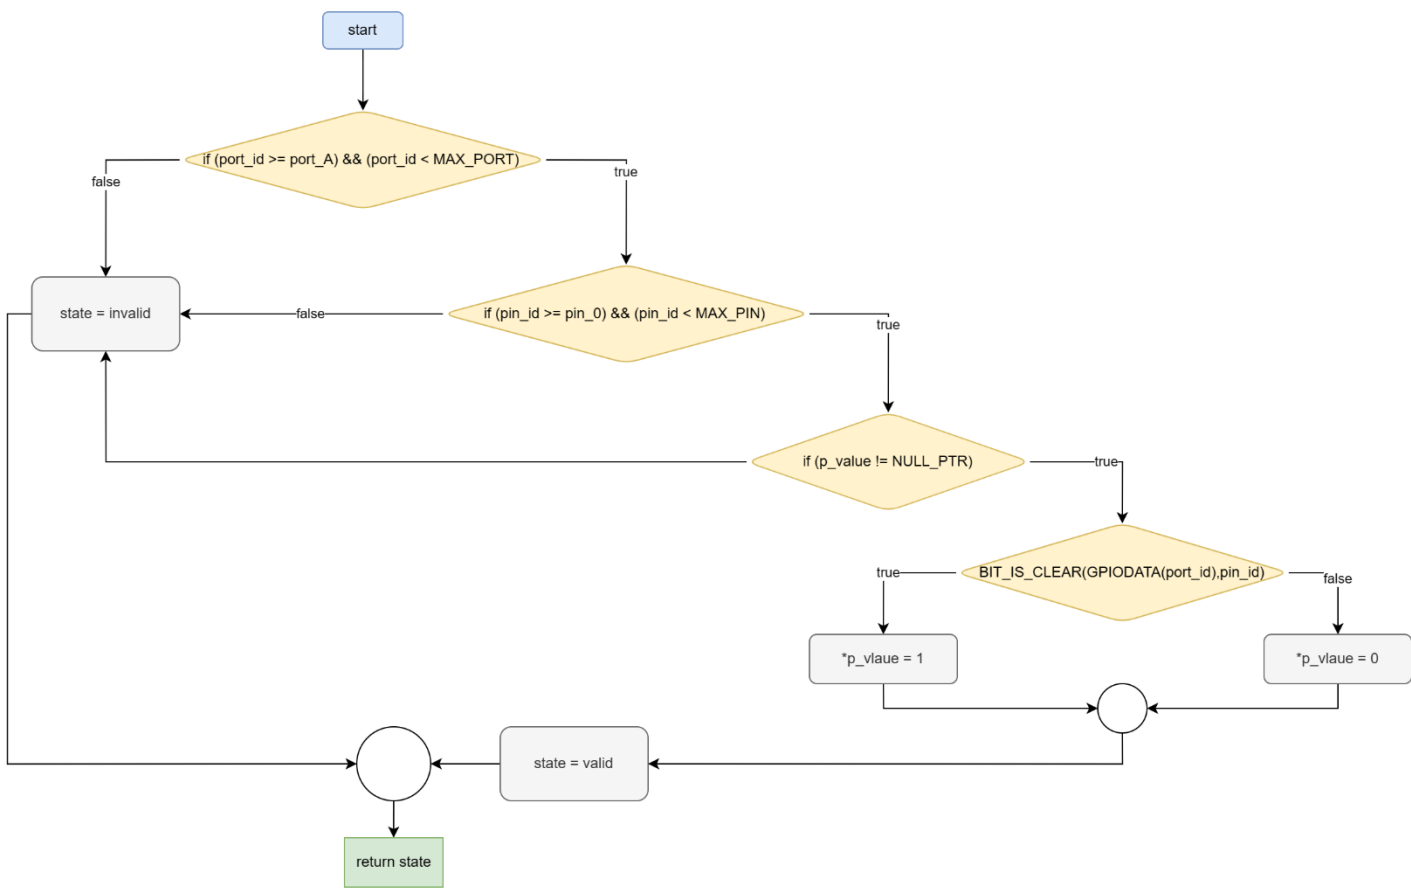 start
if (port_id >= port_A) && (port_id < MAX_PORT)
false
true
state = invalid
false
if (pin_id >= pin_0) && (pin_id < MAX_PIN)
true
if (p_value != NULL_PTR)
true
BIT_IS_CLEAR(GPIODATA(port_id),pin_id)
true
false
*p_vlaue = 1
*p_vlaue = 0
state = valid
return state